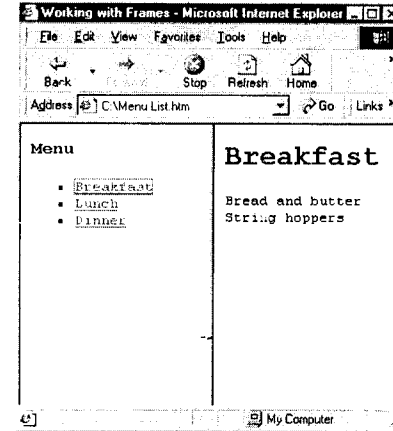 Working with Frames - Microsoft Internet Explorer
File Edit View Favorites Tools Help
Back Stop Refresh Home
Address C:\Menu List.htm Go Links
Menu
Breakfast
Lunch
Dinner
Breakfast
Bread and butter
String hoppers
My Computer